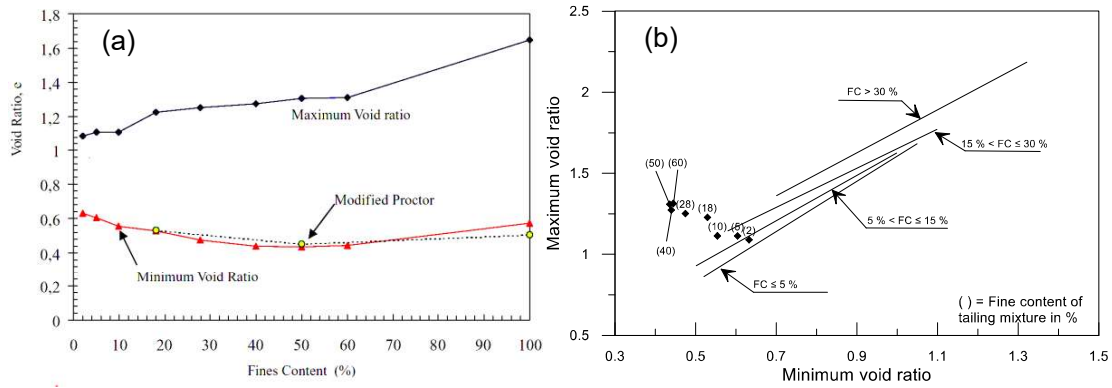 (a)
1,8
1,6
1,4
1,2
1
0,8
0,6
0,4
0,2
0
Void Ratio, e
Maximum Void ratio
Modified Proctor
Minimum Void Ratio
0 10 20 30 40 50 60 70 80 90 100
Fines Content (%)
(b)
2.5
2
1.5
1
0.5
Maximum void ratio
FC > 30 %
15 % < FC ≤ 30 %
5 % < FC ≤ 15 %
FC ≤ 5 %
(50) (60)
(28)
(18)
(40)
(10) (5) (2)
( ) = Fine content of
tailing mixture in %
0.3 0.5 0.7 0.9 1.1 1.3 1.5
Minimum void ratio